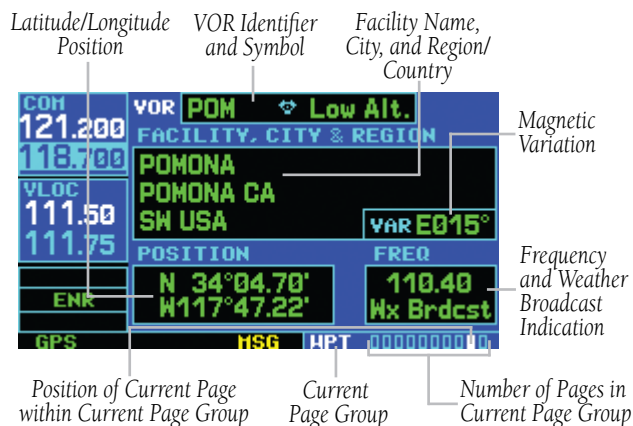 Latitude/Longitude
Position
VOR Identifier
and Symbol
Facility Name,
City, and Region/
Country
COM
121.200
118.700
VLOC
111.50
111.75
ENR
GPS
VOR POM Low Alt.
FACILITY, CITY & REGION
POMONA
POMONA CA
SW USA
VAR E015°
POSITION
N 34°04.70'
W117°47.22'
FREQ
110.40
Wx Brdcst
MSG
WPT
Magnetic
Variation
Frequency
and Weather
Broadcast
Indication
Position of Current Page
within Current Page Group
Current
Page Group
Number of Pages in
Current Page Group